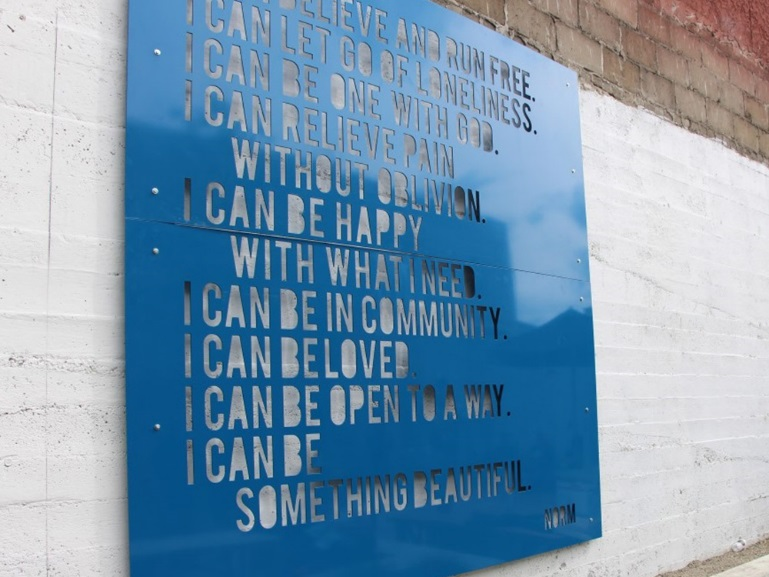 I CAN BELIEVE AND RUN FREE.
I CAN LET GO OF LONELINESS.
I CAN BE ONE WITH GOD.
I CAN RELIEVE PAIN
WITHOUT OBLIVION.
I CAN BE HAPPY
WITH WHAT I NEED.
I CAN BE IN COMMUNITY.
I CAN BE LOVED.
I CAN BE OPEN TO A WAY.
I CAN BE
SOMETHING BEAUTIFUL.
NORM